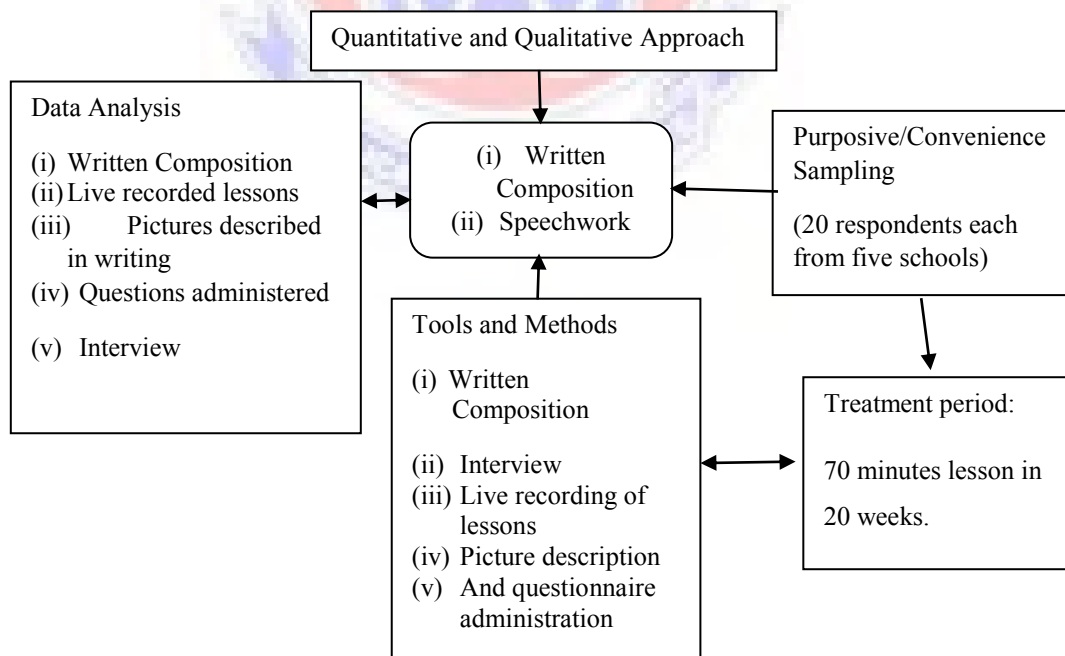 Quantitative and Qualitative Approach
Data Analysis
(i) Written Composition
(ii) Live recorded lessons
(iii) Pictures described
in writing
(iv) Questions administered
(v) Interview
(i) Written
Composition
(ii) Speechwork
Purposive/Convenience
Sampling
(20 respondents each
from five schools)
Tools and Methods
(i) Written
Composition
(ii) Interview
(iii) Live recording of
lessons
(iv) Picture description
(v) And questionnaire
administration
Treatment period:
70 minutes lesson in
20 weeks.